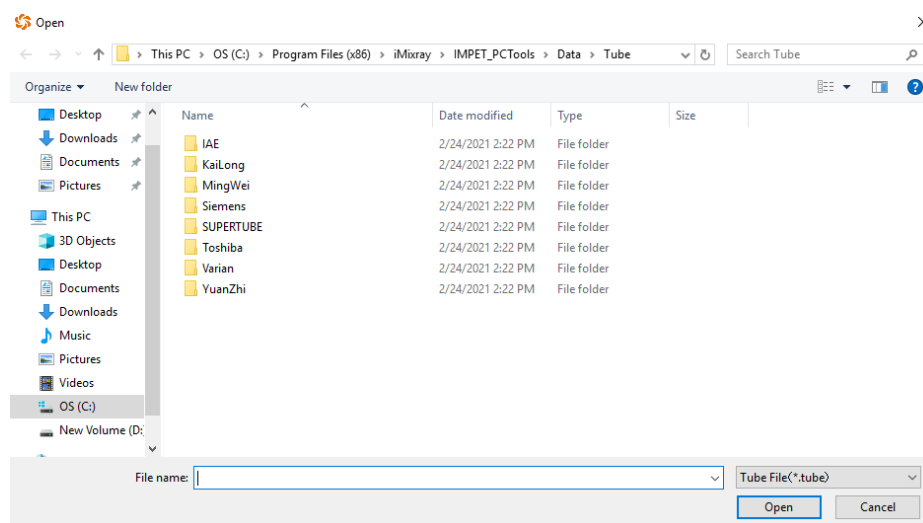 Open
This PC > OS (C:) > Program Files (x86) > iMixray > IMPET_PCTools > Data > Tube
Search Tube
Organize
New folder
Desktop
Downloads
Documents
Pictures
This PC
3D Objects
Desktop
Documents
Downloads
Music
Pictures
Videos
OS (C:)
New Volume (D:
Name Date modified Type Size
IAE 2/24/2021 2:22 PM File folder
KaiLong 2/24/2021 2:22 PM File folder
MingWei 2/24/2021 2:22 PM File folder
Siemens 2/24/2021 2:22 PM File folder
SUPERTUBE 2/24/2021 2:22 PM File folder
Toshiba 2/24/2021 2:22 PM File folder
Varian 2/24/2021 2:22 PM File folder
YuanZhi 2/24/2021 2:22 PM File folder
File name:
Tube File(*.tube)
Open
Cancel